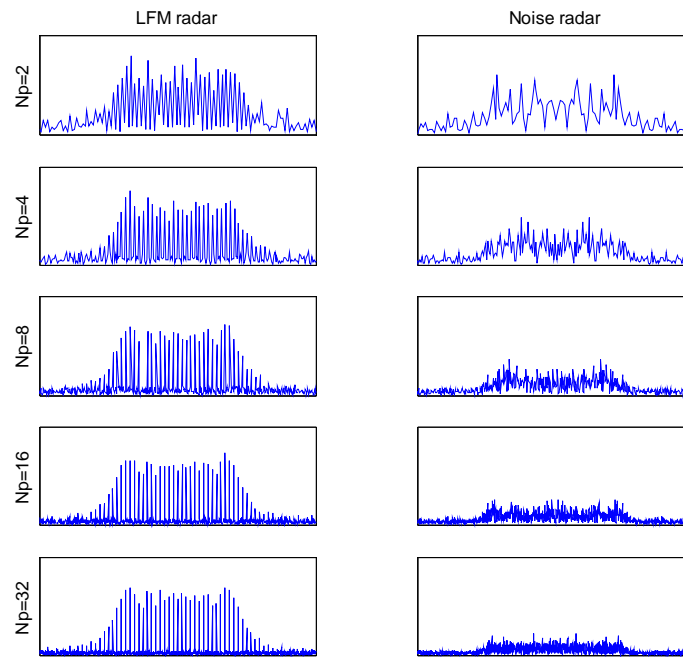 LFM radar
Noise radar
Np=2
Np=4
Np=8
Np=16
Np=32